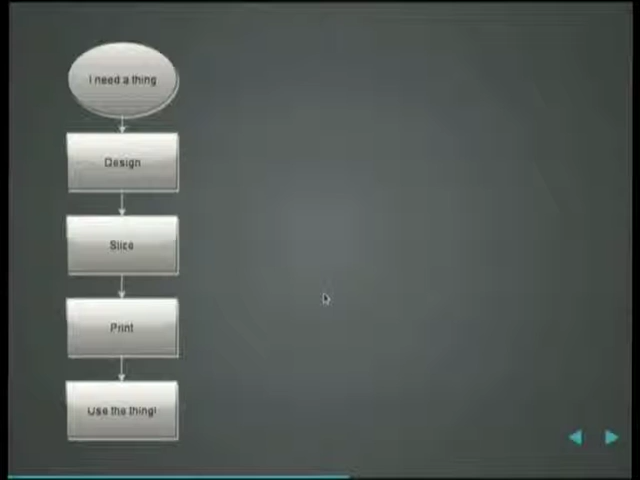 I need a thing
Design
Slice
Print
Use the thing!